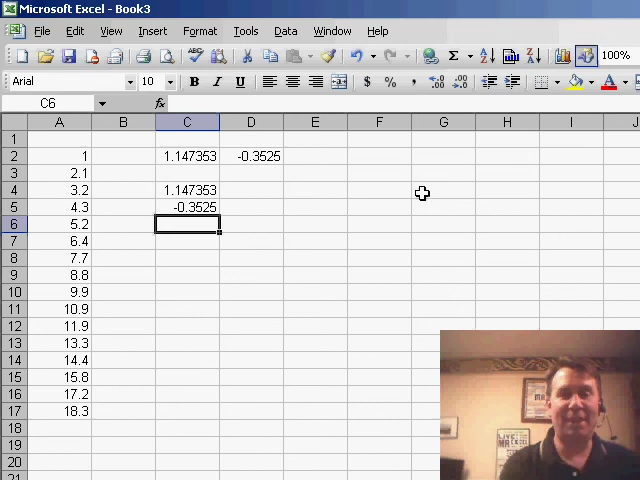 Microsoft Excel - Book3
File Edit View Insert Format Tools Data Window Help
100%
Arial 10 B I U $ % ,
C6 fx
A B C D E F G H I J
1
2 1 1.147353 -0.3525
3 2.1
4 3.2 1.147353
5 4.3 -0.3525
6 5.2
7 6.4
8 7.7
9 8.8
10 9.9
11 10.9
12 11.9
13 13.3
14 14.4
15 15.8
16 17.2
17 18.3
18
19
20
21
LIVE
MR EXCEL